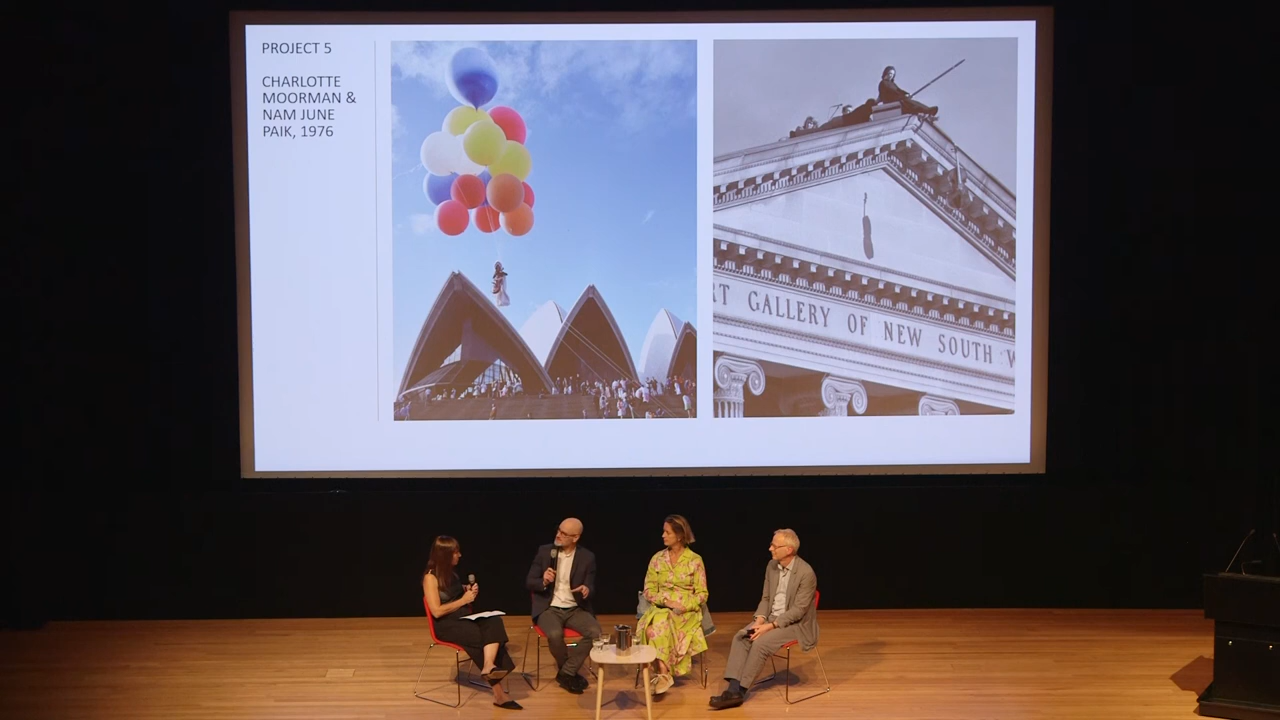 PROJECT 5
CHARLOTTE
MOORMAN &
NAM JUNE
PAIK, 1976
GALLERY OF NEW SOUTH